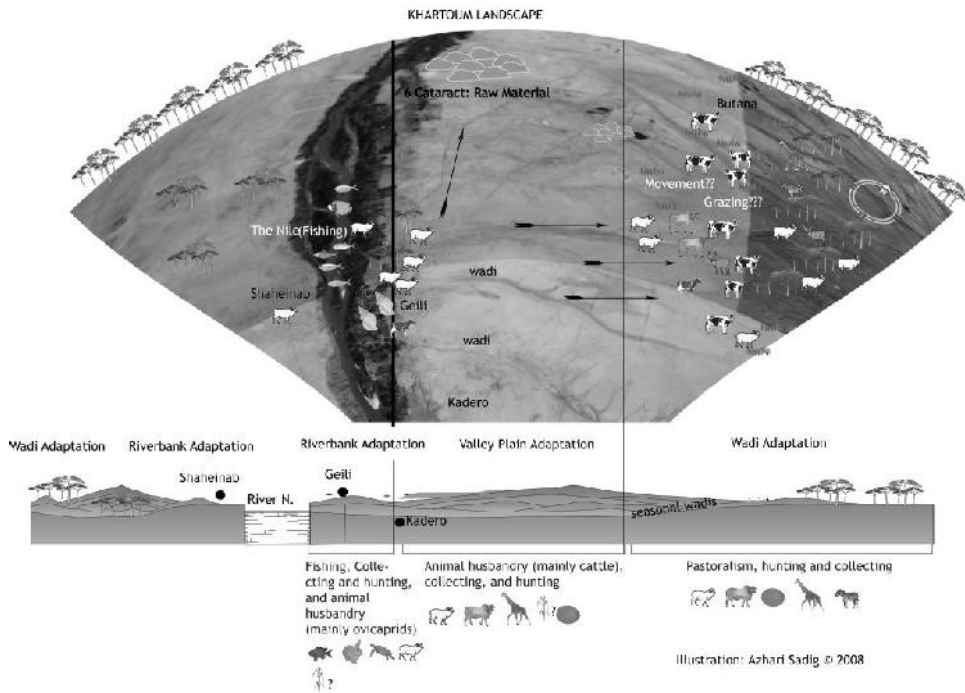 KHARTOUM LANDSCAPE
6 Cataract: Raw Material
Butana
Movement??
Grazing???
The Nile(Fishing)
wadi
Shaheinab
Geili
wadi
Kadero
Wadi Adaptation
Riverbank Adaptation
Riverbank Adaptation
Valley Plain Adaptation
Wadi Adaptation
Shaheinab
Geili
River N.
seasonal wadis
Kadero
Fishing, Colle-
cting and hunting,
and animal
husbandry
(mainly ovicaprids)
?
Animal husbandry (mainly cattle),
collecting, and hunting
?
Pastoralism, hunting and collecting
Illustration: Azhari Sadig © 2008